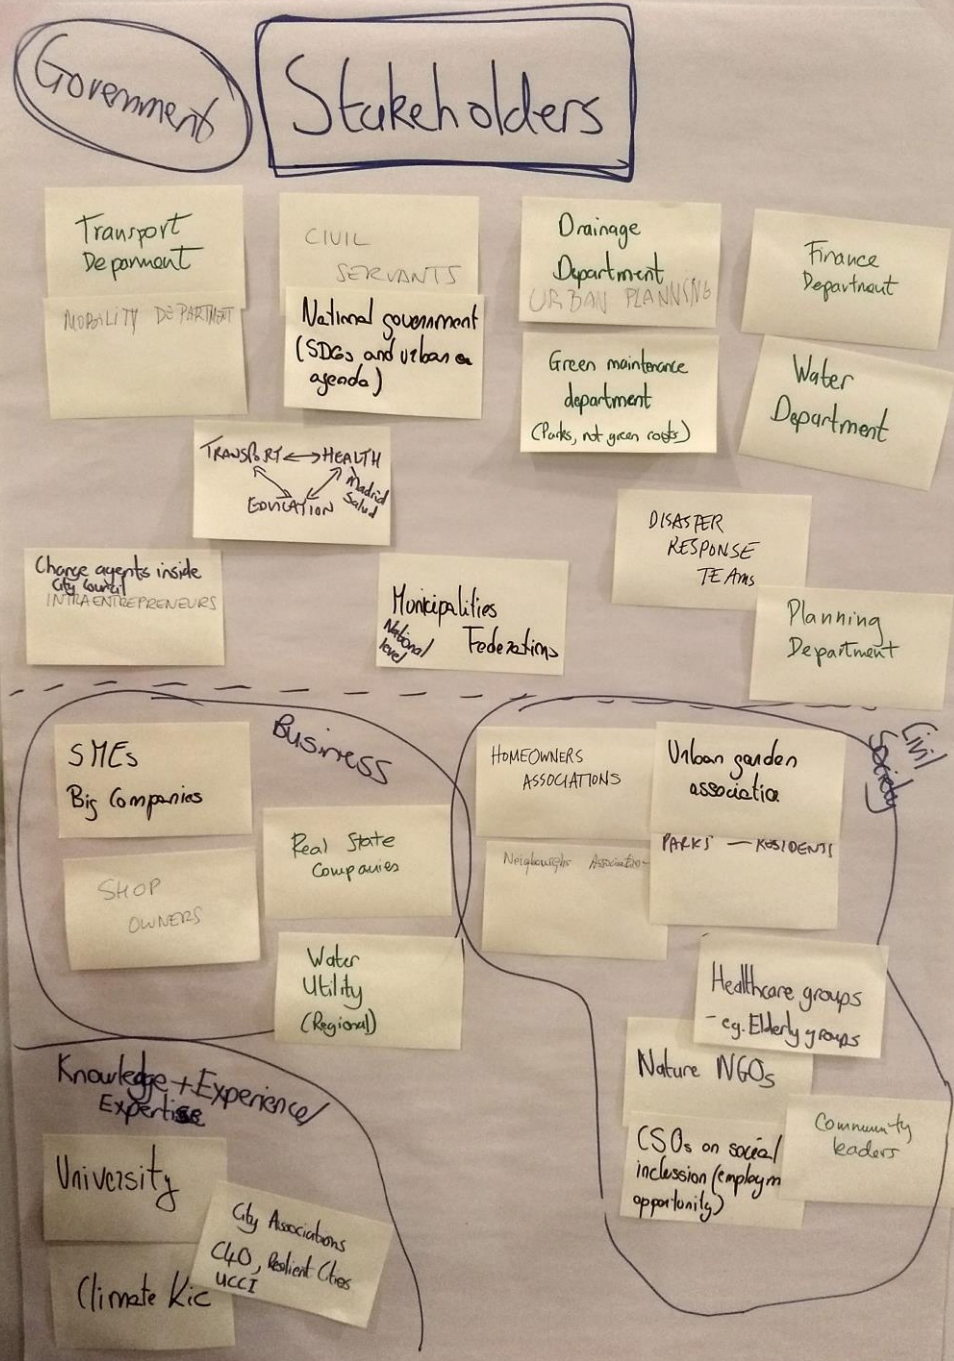 Government
Stakeholders
Transport
Deparment
MOBILITY DEPARTMENT
CIVIL
SERVANTS
National government
(SDGs and urban
agenda)
Drainage
Department
URBAN PLANNING
Green maintenance
department
(Parks, not green roofs)
Finance
Department
Water
Department
TRANSPORT ↔ HEALTH
Madrid
Salud
EDUCATION
DISASTER
RESPONSE
TEAMS
Change agents inside
City Council
INTRAENTREPRENEURS
Municipalities
National
level
Federations
Planning
Department
Business
SMEs
Big Companies
SHOP
OWNERS
Real State
Companies
Water
Utility
(Regional)
Civil
Society
HOMEOWNERS
ASSOCIATIONS
Urban garden
PARKS — RESIDENTS
Healthcare groups
- eg. Elderly groups
Nature NGOs
CSOs on social
inclession (employm
opportunity)
Community
leaders
Knowledge + Experience/
Expertise
University
Climate Kic
City Associations
C40, Resilient Cities
UCCI